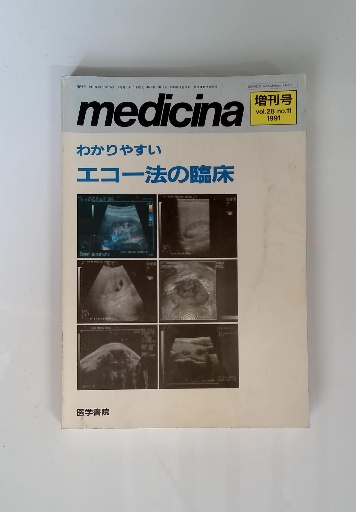 medicina
増刊号
vol.28 no.11
1991
わかりやすい
エコー法の臨床
医学書院